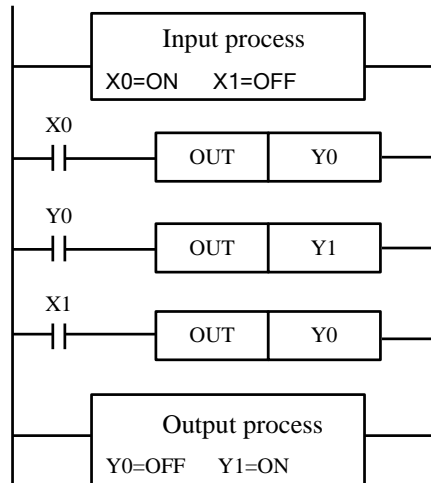 Input process
X0=ON X1=OFF
X0
OUT Y0
Y0
OUT Y1
X1
OUT Y0
Output process
Y0=OFF Y1=ON